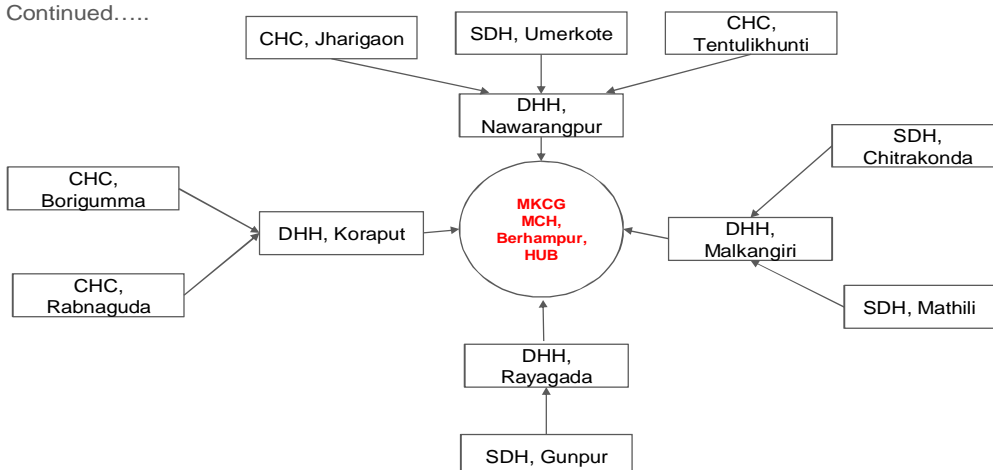 Continued…..
CHC, Jharigaon
SDH, Umerkote
CHC,
Tentulikhunti
DHH,
Nawarangpur
SDH,
Chitrakonda
CHC,
Borigumma
MKCG
MCH,
Berhampur,
HUB
DHH, Koraput
DHH,
Malkangiri
CHC,
Rabnaguda
SDH, Mathili
DHH,
Rayagada
SDH, Gunpur